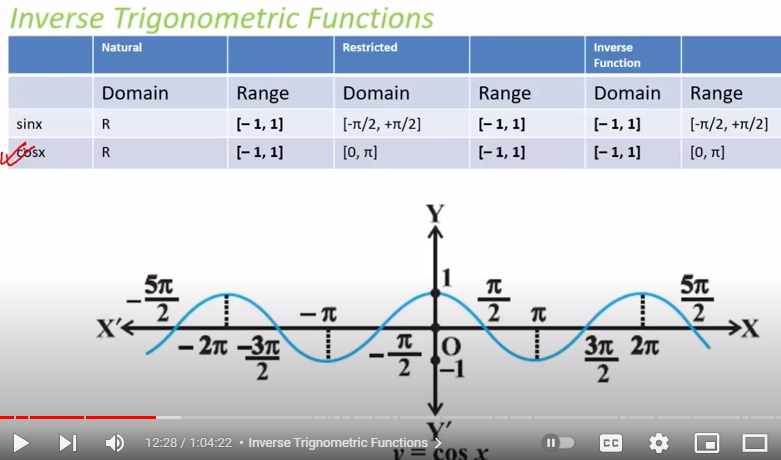 Inverse Trigonometric Functions
Natural Restricted Inverse Function
Domain Range Domain Range Domain Range
sinx R [– 1, 1] [-π/2, +π/2] [– 1, 1] [– 1, 1] [-π/2, +π/2]
cosx R [– 1, 1] [0, π] [– 1, 1] [– 1, 1] [0, π]
Y
1
–5π/2 –π π/2 π 5π/2
X′ X
–2π –3π/2 –π/2 O 3π/2 2π
–1
Y′
y = cos x
12:28 / 1:04:22 • Inverse Trignometric Functions >
CC